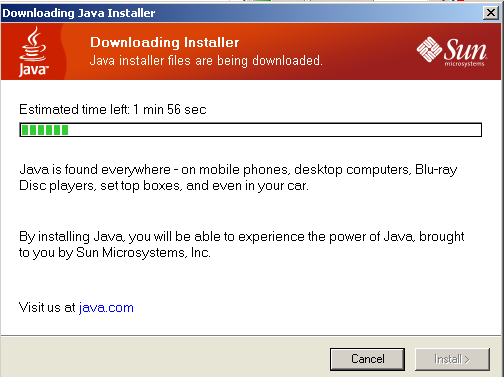 Downloading Java Installer
Java
Downloading Installer
Java installer files are being downloaded.
Sun
microsystems
Estimated time left: 1 min 56 sec
Java is found everywhere - on mobile phones, desktop computers, Blu-ray
Disc players, set top boxes, and even in your car.
By installing Java, you will be able to experience the power of Java, brought
to you by Sun Microsystems, Inc.
Visit us at java.com
Cancel
Install >